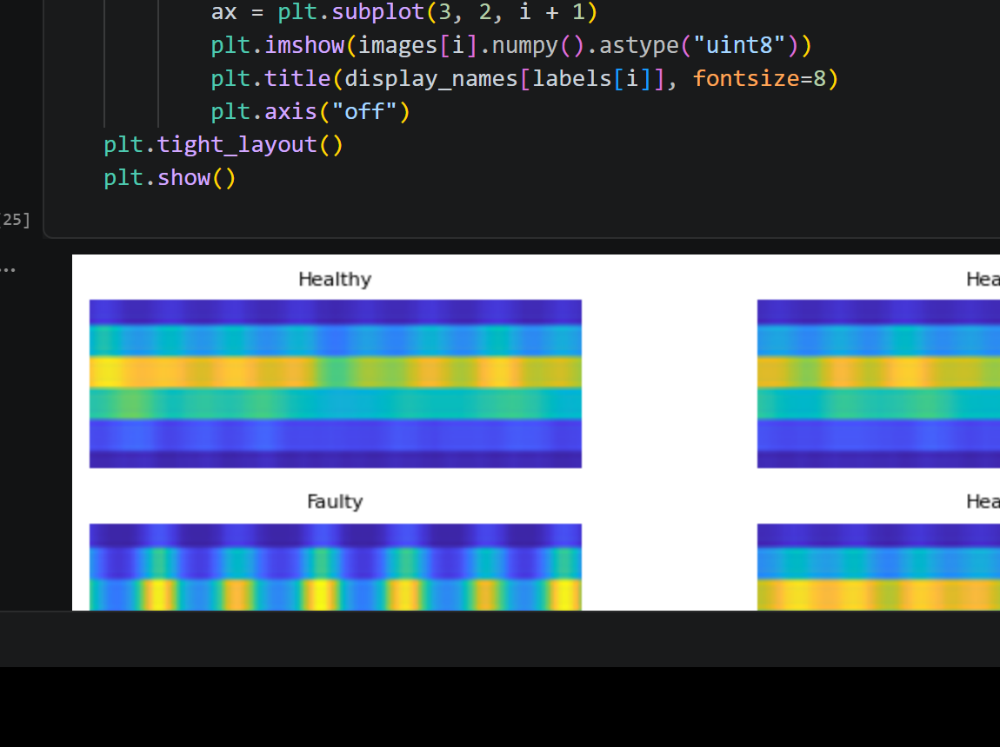 ax = plt.subplot(3, 2, i + 1)
plt.imshow(images[i].numpy().astype("uint8"))
plt.title(display_names[labels[i]], fontsize=8)
plt.axis("off")
plt.tight_layout()
plt.show()
25]
...
Healthy Hea
Faulty Hea